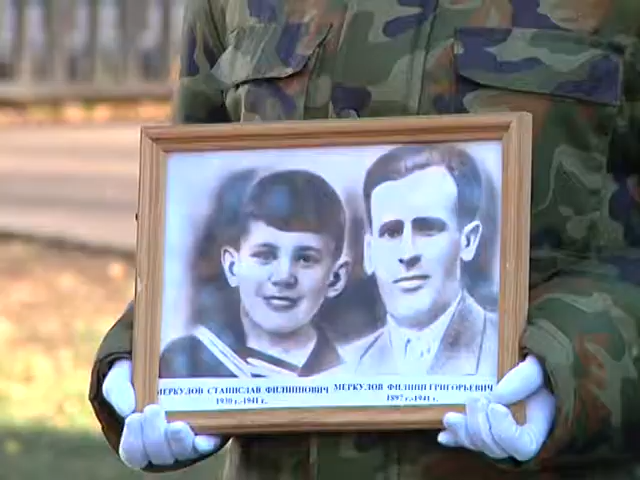 МЕРКУЛОВ СТАНИСЛАВ ФИЛИППОВИЧ МЕРКУЛОВ ФИЛИПП ГРИГОРЬЕВИЧ
1930 г.-1941 г. 1897 г.-1941 г.